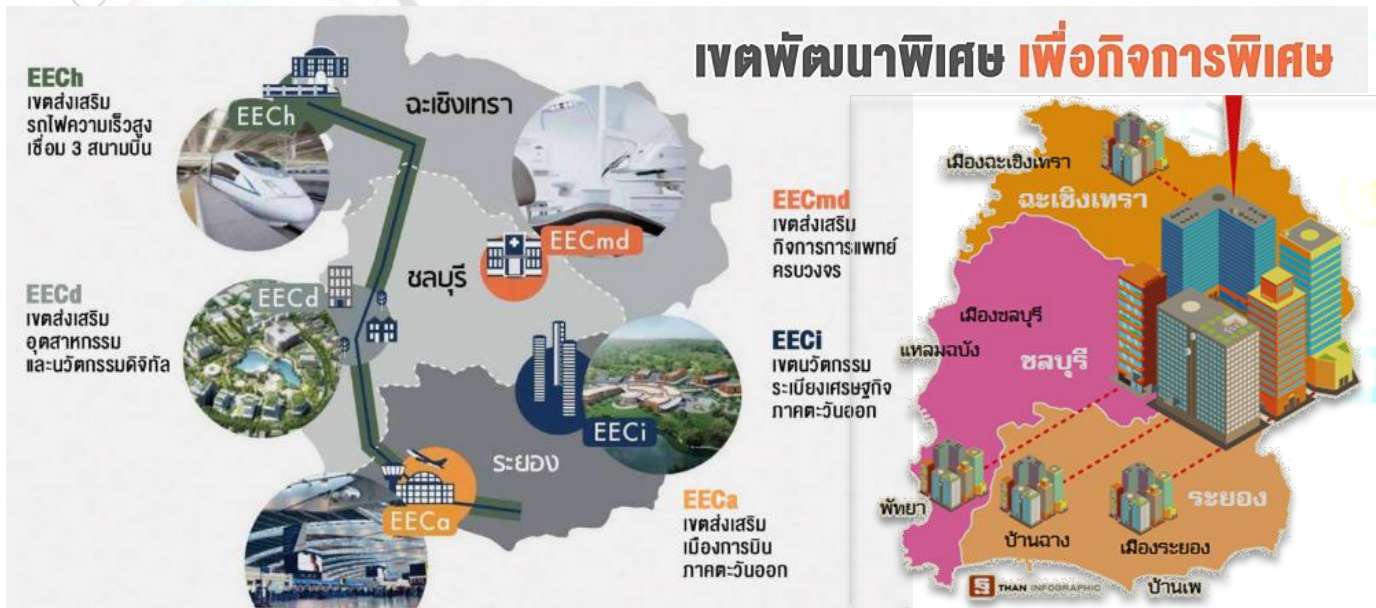 เขตพัฒนาพิเศษ เพื่อกิจการพิเศษ
EECh
เขตส่งเสริม
รถไฟความเร็วสูง
เชื่อม 3 สนามบิน
EECh
ฉะเชิงเทรา
EECmd
EECmd
เขตส่งเสริม
กิจการการแพทย์
ครบวงจร
ชลบุรี
EECd
EECd
เขตส่งเสริม
อุตสาหกรรม
และนวัตกรรมดิจิทัล
EECi
เขตนวัตกรรม
ระเบียงเศรษฐกิจ
ภาคตะวันออก
EECi
ระยอง
EECa
EECa
เขตส่งเสริม
เมืองการบิน
ภาคตะวันออก
เมืองฉะเชิงเทรา
ฉะเชิงเทรา
เมืองชลบุรี
แหลมฉบัง
ชลบุรี
พัทยา
บ้านฉาง
เมืองระยอง
ระยอง
บ้านเพ
THAN INFOGRAPHIC